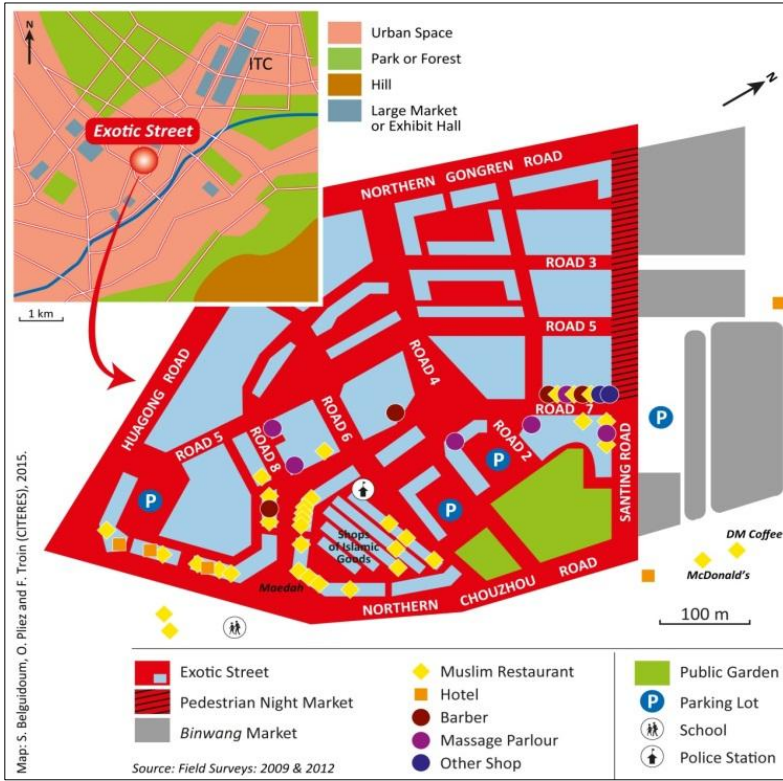 N
ITC
Exotic Street
1 km
Urban Space
Park or Forest
Hill
Large Market
or Exhibit Hall
N
NORTHERN GONGREN ROAD
ROAD 3
ROAD 5
ROAD 4
HUAGONG ROAD
ROAD 5
ROAD 8
ROAD 6
ROAD 7
ROAD 2
SANTING ROAD
P
P
P
P
Shops
of Islamic
Goods
Maedah
NORTHERN CHOUZHOU ROAD
DM Coffee
McDonald's
100 m
Map: S. Belguidoum, O. Pliez and F. Troin (CITERES), 2015.
Exotic Street
Pedestrian Night Market
Binwang Market
Source: Field Surveys: 2009 & 2012
Muslim Restaurant
Hotel
Barber
Massage Parlour
Other Shop
Public Garden
P Parking Lot
School
Police Station